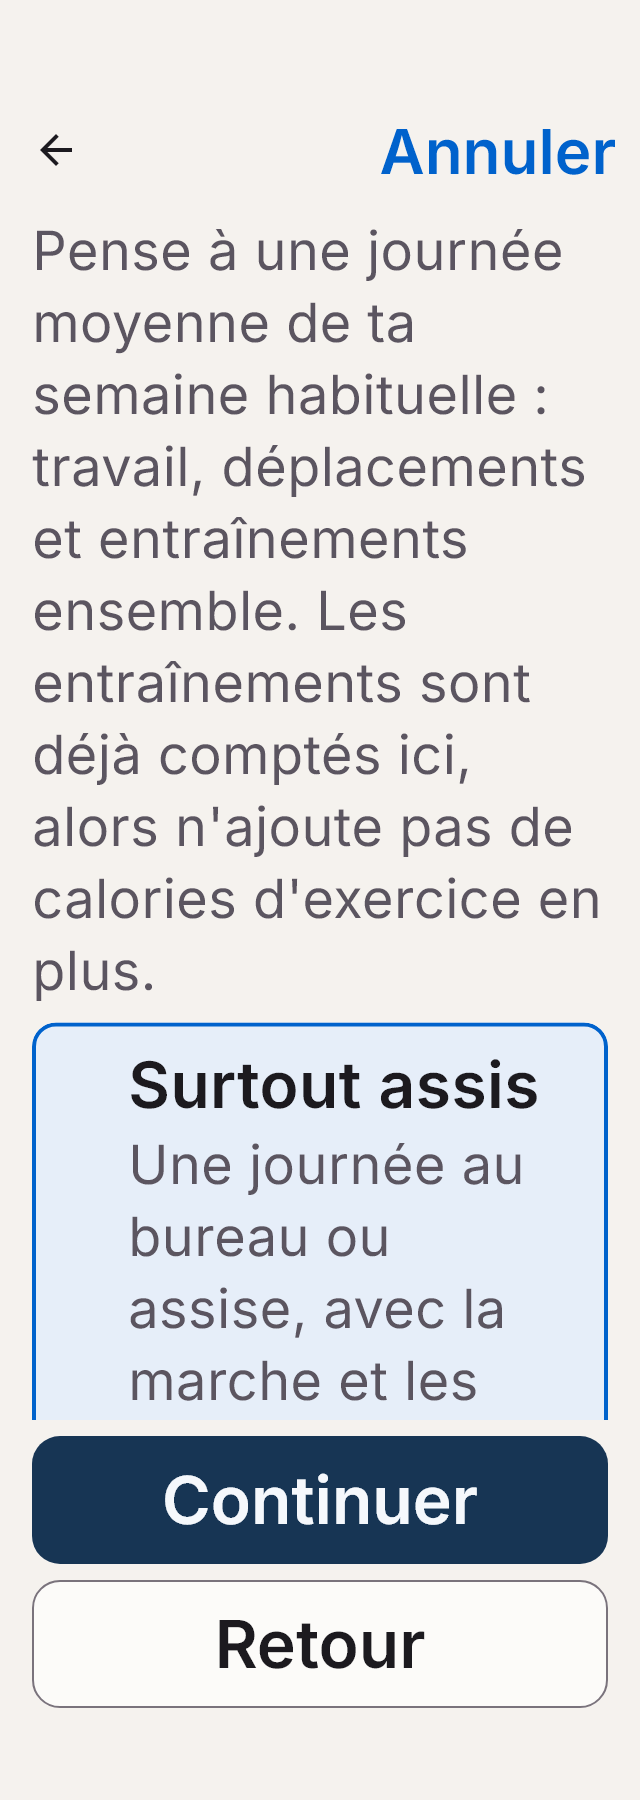 Annuler
Pense à une journée
moyenne de ta
semaine habituelle :
travail, déplacements
et entraînements
ensemble. Les
entraînements sont
déjà comptés ici,
alors n'ajoute pas de
calories d'exercice en
plus.
Surtout assis
Une journée au
bureau ou
assise, avec la
marche et les
Continuer
Retour